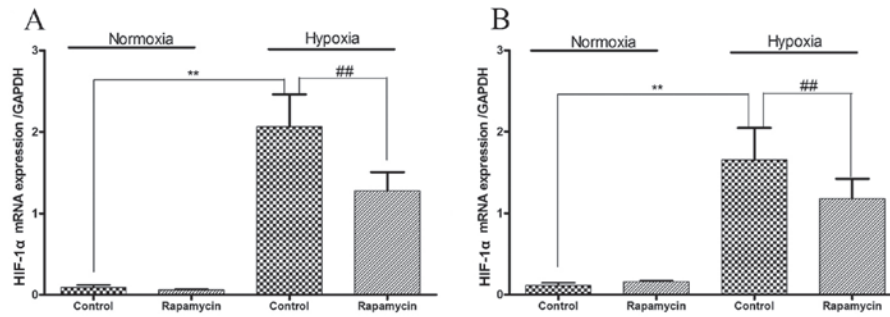 A
Normoxia
Hypoxia
**
##
HIF-1α mRNA expression /GAPDH
3
2
1
0
Control
Rapamycin
Control
Rapamycin
B
Normoxia
Hypoxia
**
##
HIF-1α mRNA expression /GAPDH
3
2
1
0
Control
Rapamycin
Control
Rapamycin